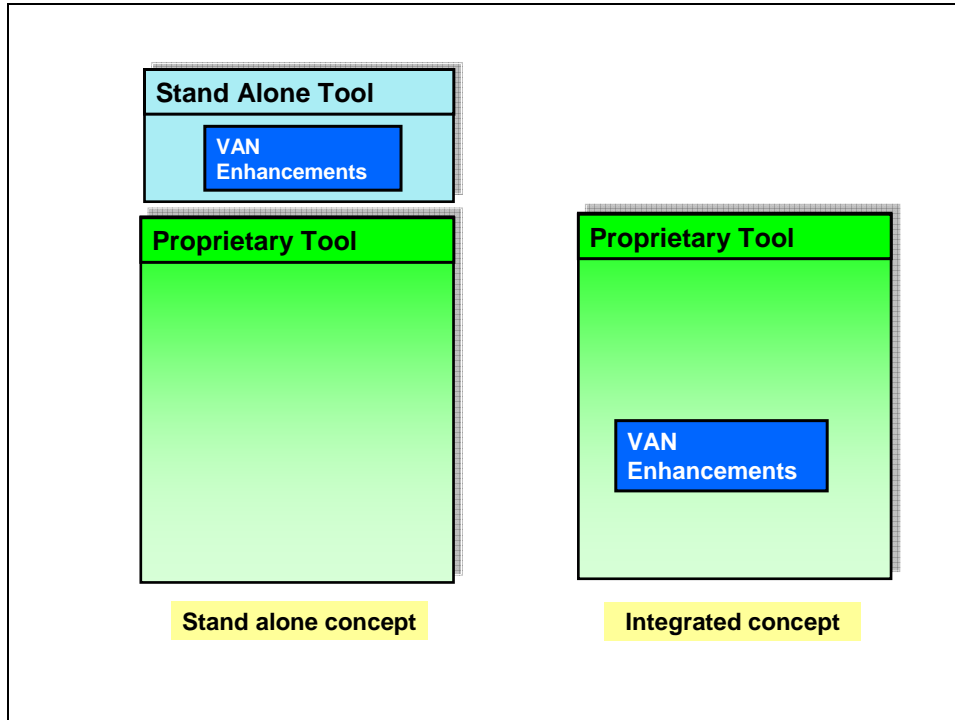 Stand Alone Tool
VAN
Enhancements
Proprietary Tool
Stand alone concept
Proprietary Tool
VAN
Enhancements
Integrated concept